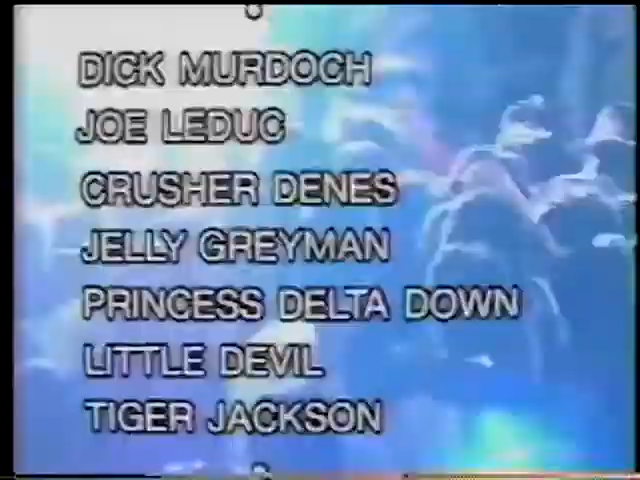 DICK MURDOCH
JOE LEDUC
CRUSHER DENES
JELLY GREYMAN
PRINCESS DELTA DOWN
LITTLE DEVIL
TIGER JACKSON